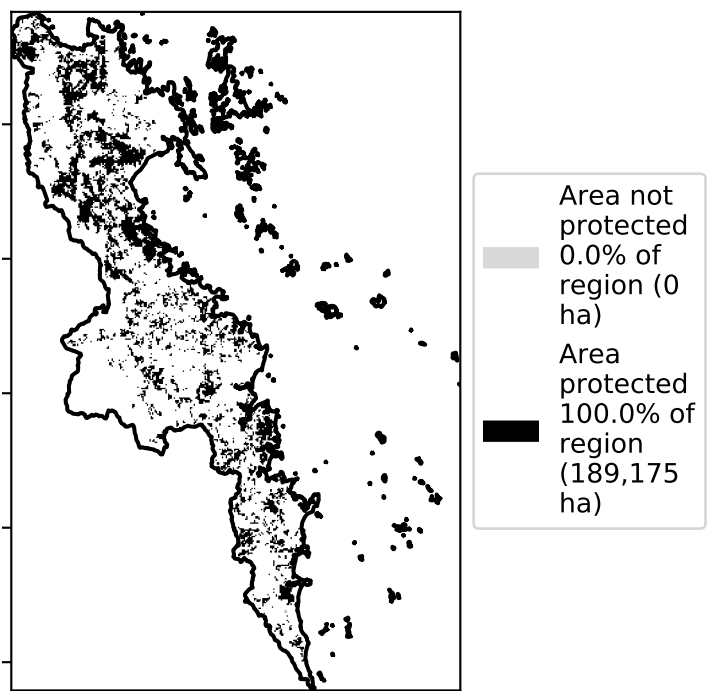 Area not
protected
0.0% of
region (0
ha)
Area
protected
100.0% of
region
(189,175
ha)